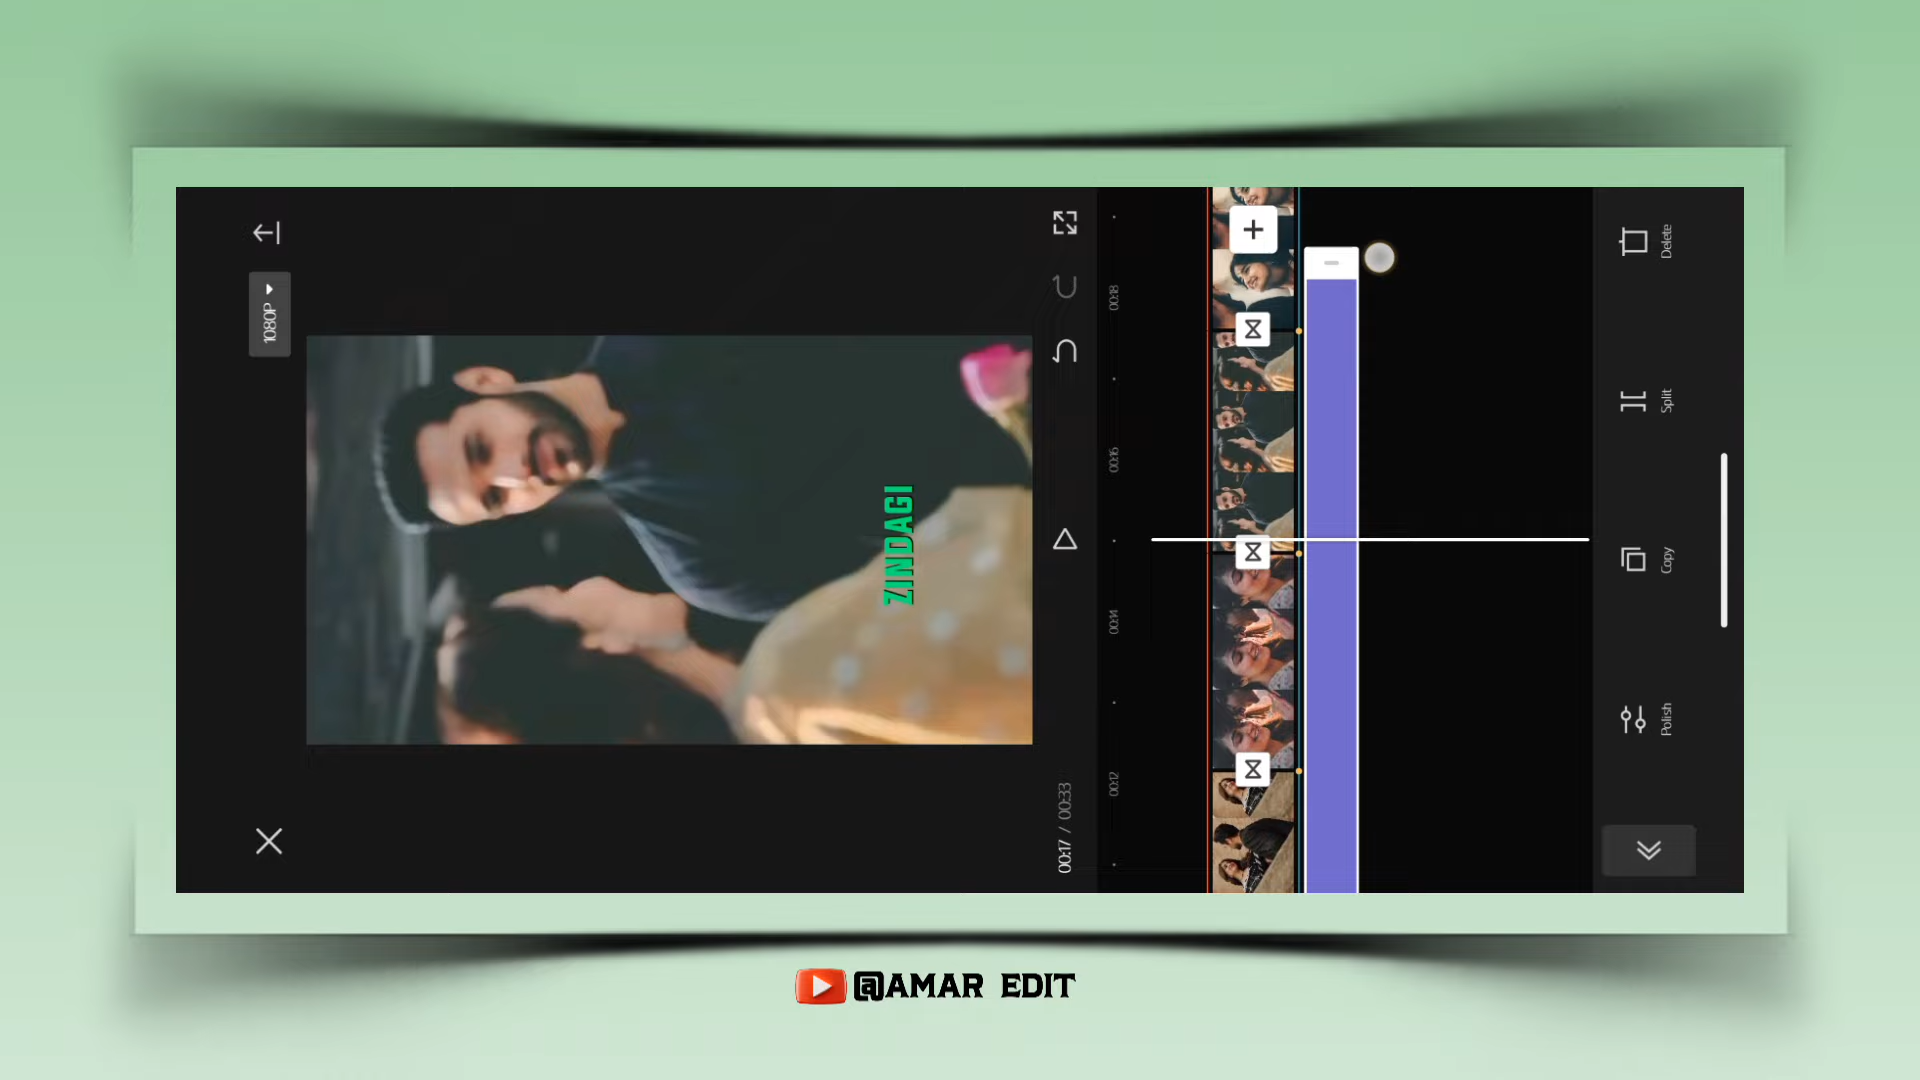 1080P
ZINDAGI
00:17 / 00:33
00:18
00:16
00:14
00:12
Delete
Split
Copy
Polish
@AMAR EDIT